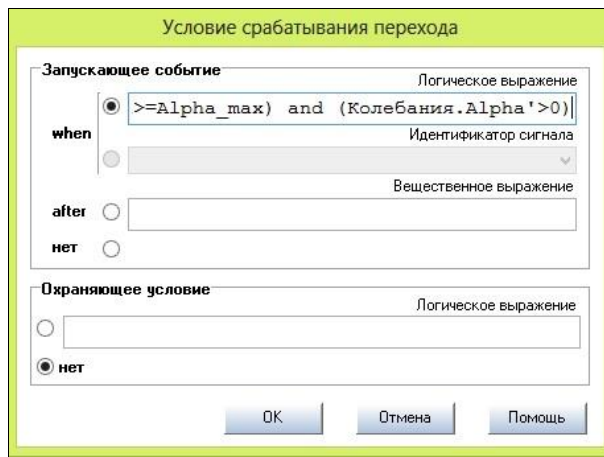 Условие срабатывания перехода
Запускающее событие
Логическое выражение
>=Alpha_max) and (Колебания.Alpha'>0)
when
Идентификатор сигнала
Вещественное выражение
after
нет
Охраняющее условие
Логическое выражение
нет
OK
Отмена
Помощь